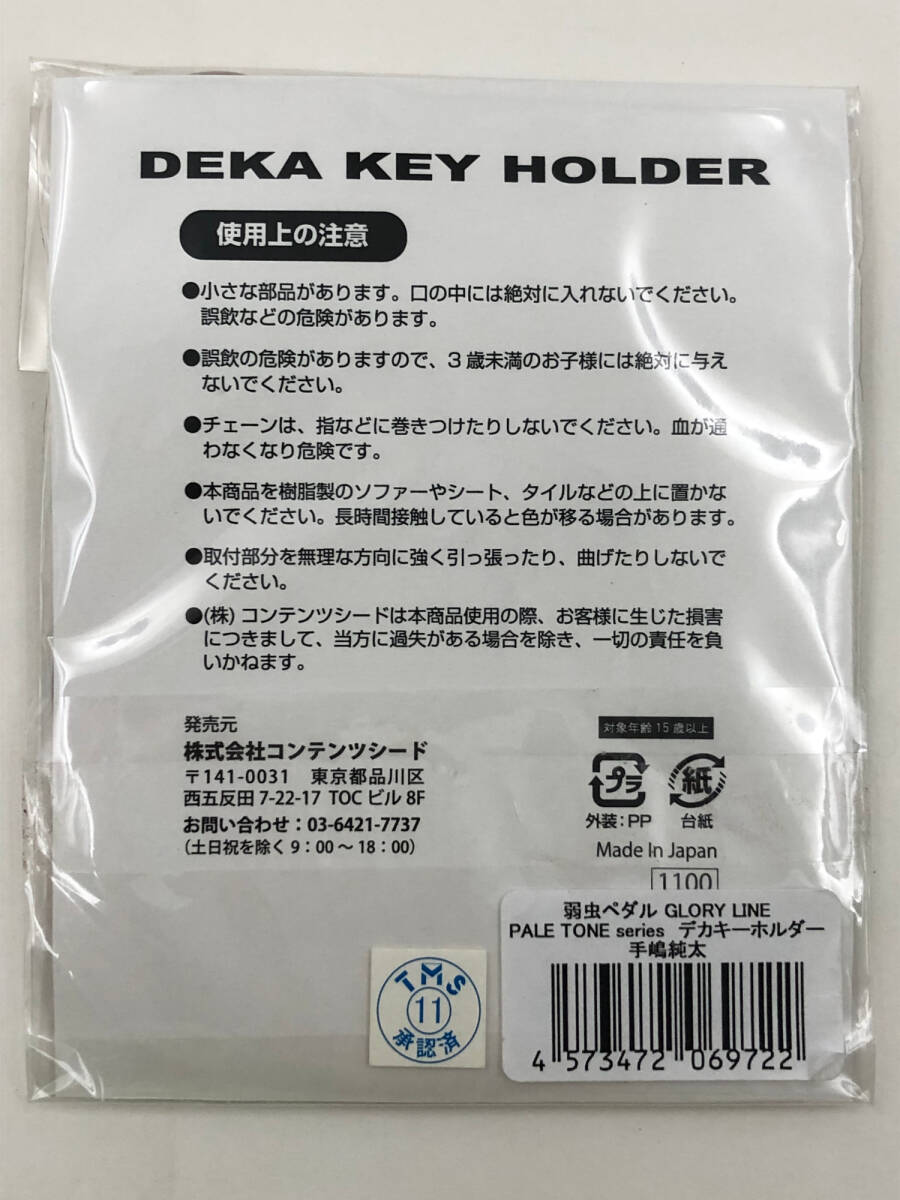 DEKA KEY HOLDER
使用上の注意
●小さな部品があります。口の中には絶対に入れないでください。
誤飲などの危険があります。
●誤飲の危険がありますので、3歳未満のお子様には絶対に与え
ないでください。
●チェーンは、指などに巻きつけたりしないでください。血が通
わなくなり危険です。
●本商品を樹脂製のソファーやシート、タイルなどの上に置かな
いでください。長時間接触していると色が移る場合があります。
●取付部分を無理な方向に強く引っ張ったり、曲げたりしないで
ください。
●(株) コンテンツシードは本商品使用の際、お客様に生じた損害
につきまして、当方に過失がある場合を除き、一切の責任を負
いかねます。
発売元
株式会社コンテンツシード
〒141-0031 東京都品川区
西五反田 7-22-17 TOC ビル 8F
お問い合わせ：03-6421-7737
（土日祝を除く 9：00 〜 18：00）
対象年齢 15 歳以上
プラ 紙
外装：PP 台紙
Made In Japan
1100
弱虫ペダル GLORY LINE
PALE TONE series デカキーホルダー
手嶋純太
4 573472 069722
TMS
11
承認済